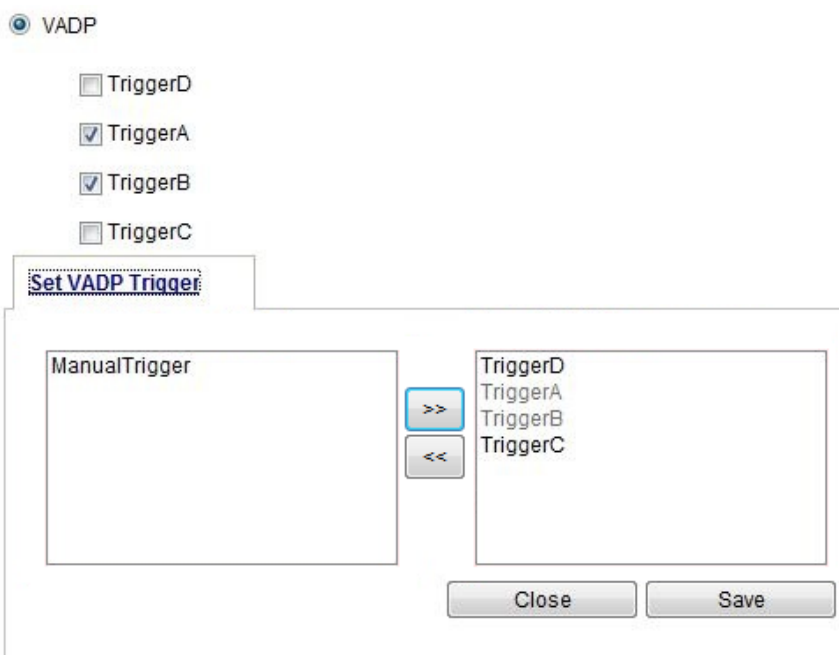 VADP
TriggerD
TriggerA
TriggerB
TriggerC
Set VADP Trigger
ManualTrigger
>>
<<
TriggerD
TriggerA
TriggerB
TriggerC
Close Save